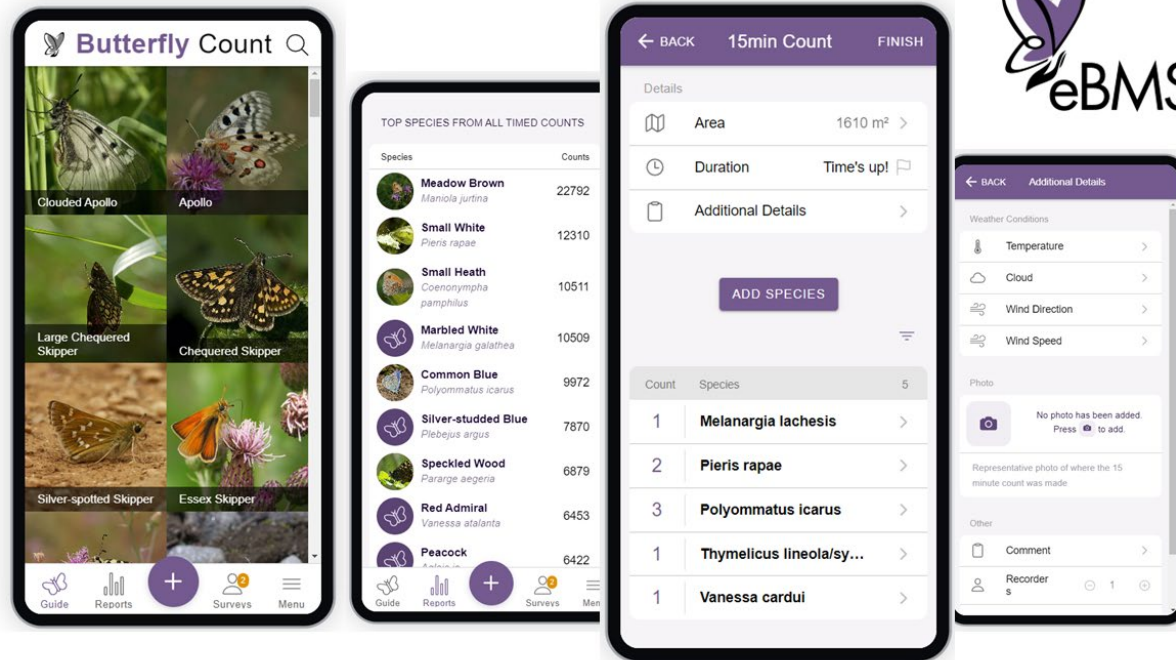 Butterfly Count
Clouded Apollo
Apollo
Large Chequered
Skipper
Chequered Skipper
Silver-spotted Skipper
Essex Skipper
Guide
Reports
+
2
Surveys
Menu
TOP SPECIES FROM ALL TIMED COUNTS
Species Counts
Meadow Brown
Maniola jurtina
22792
Small White
Pieris rapae
12310
Small Heath
Coenonympha
pamphilus
10511
Marbled White
Melanargia galathea
10509
Common Blue
Polyommatus icarus
9972
Silver-studded Blue
Plebejus argus
7870
Speckled Wood
Pararge aegeria
6879
Red Admiral
Vanessa atalanta
6453
Peacock
6422
Guide
Reports
+
2
Surveys
Men
← BACK 15min Count FINISH
Details
Area 1610 m² >
Duration Time's up!
Additional Details >
ADD SPECIES
Count Species 5
1 Melanargia lachesis >
2 Pieris rapae >
3 Polyommatus icarus >
1 Thymelicus lineola/sy... >
1 Vanessa cardui >
eBMS
← BACK Additional Details
Weather Conditions
Temperature >
Cloud >
Wind Direction >
Wind Speed >
Photo
No photo has been added.
Press to add.
Representative photo of where the 15
minute count was made
Other
Comment >
Recorder
s
1